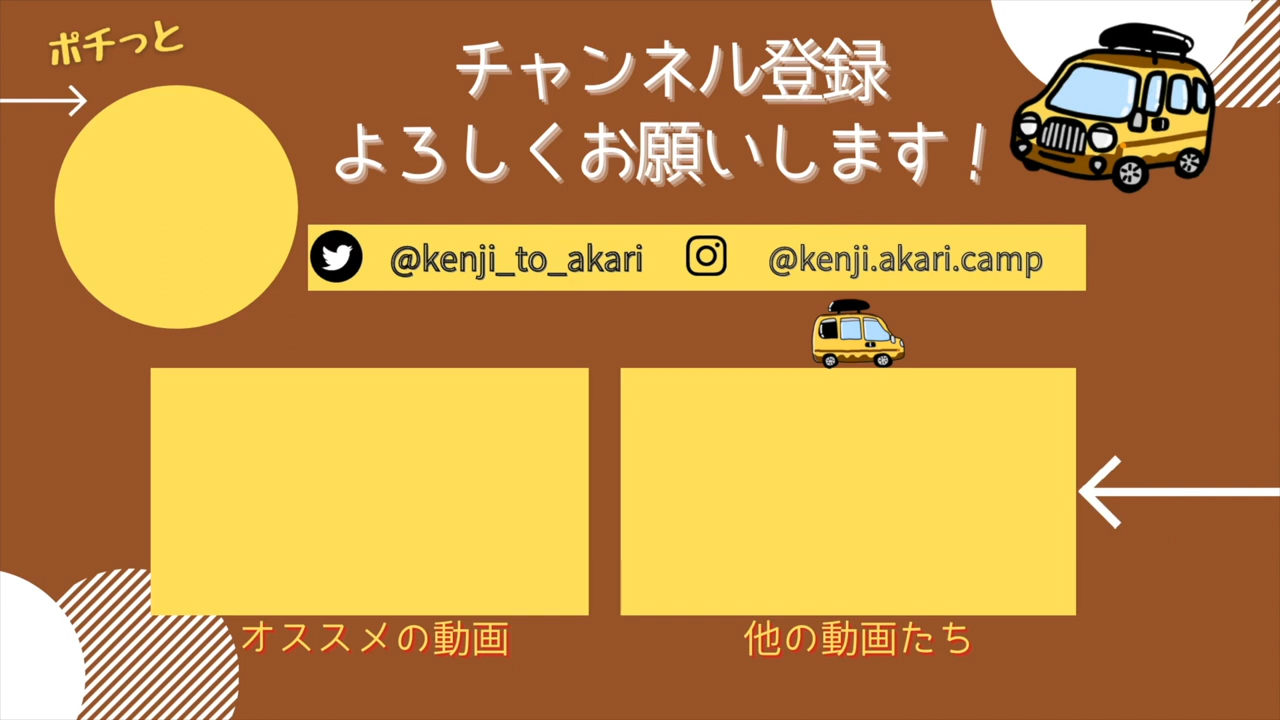 ポチっと
チャンネル登録
よろしくお願いします！
@kenji_to_akari @kenji.akari.camp
オススメの動画 他の動画たち